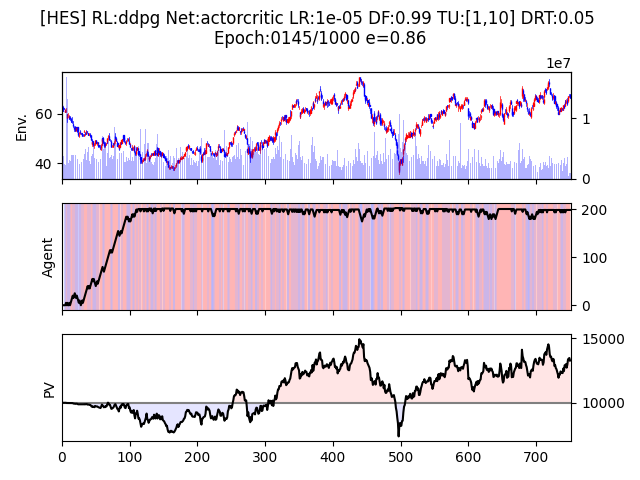 [HES] RL:ddpg Net:actorcritic LR:1e-05 DF:0.99 TU:[1,10] DRT:0.05
Epoch:0145/1000 e=0.86
1e7
Env.
60
40
1
0
Agent
200
100
0
PV
15000
10000
0 100 200 300 400 500 600 700